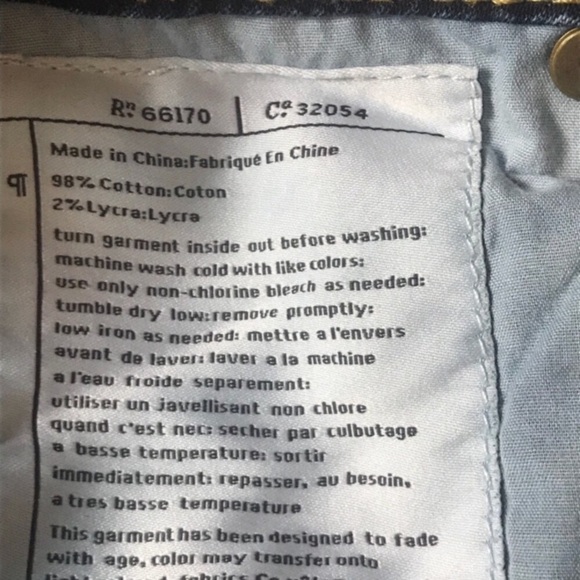 Rn: 66170 | Ca: 32054
Made in China:Fabriqué En Chine
98% Cotton:Coton
2% Lycra:Lycra
turn garment inside out before washing:
machine wash cold with like colors:
use only non-chlorine bleach as needed:
tumble dry low:remove promptly:
low iron as needed: mettre a l'envers
avant de laver: laver a la machine
a l'eau froide separement:
utiliser un javellisant non chlore
quand c'est nec: secher par culbutage
a basse temperature: sortir
immediatement: repasser, au besoin,
a tres basse temperature
This garment has been designed to fade
with age, color may transfer onto
fabrics